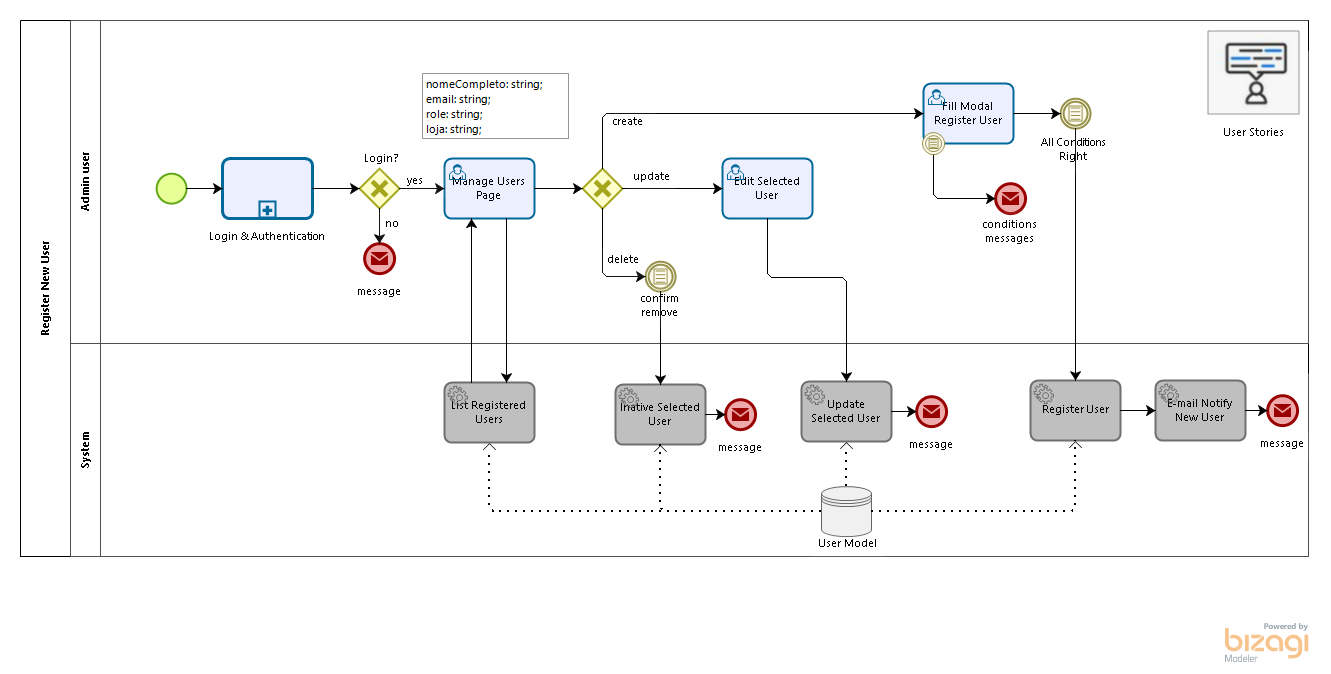 Register New User
Admin user
nomeCompleto: string;
email: string;
role: string;
loja: string;
User Stories
Login & Authentication
Login?
yes
no
message
Manage Users
Page
create
update
delete
Edit Selected
User
confirm
remove
Fill Modal
Register User
All Conditions
Right
conditions
messages
System
List Registered
Users
Inative Selected
User
message
Update
Selected User
message
Register User
E-mail Notify
New User
message
User Model
Powered by
bizagi
Modeler